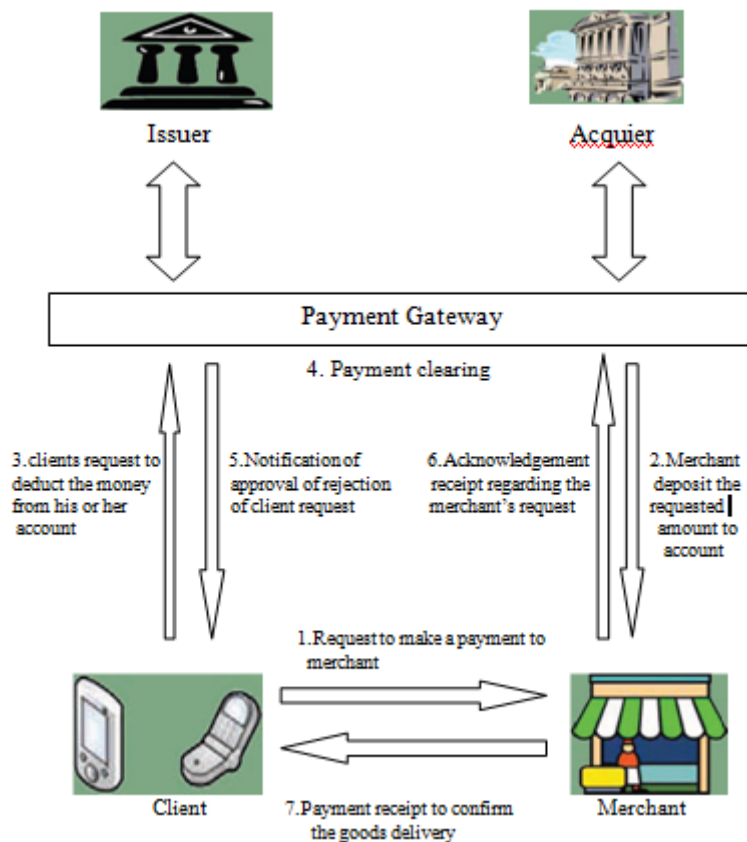 Issuer
Acquier
Payment Gateway
4. Payment clearing
3.clients request to
deduct the money
from his or her
account
5.Notification of
approval of rejection
of client request
6.Acknowledgement
receipt regarding the
merchant's request
2.Merchant
deposit the
requested
amount to
account
1.Request to make a payment to
merchant
Client
7.Payment receipt to confirm
the goods delivery
Merchant